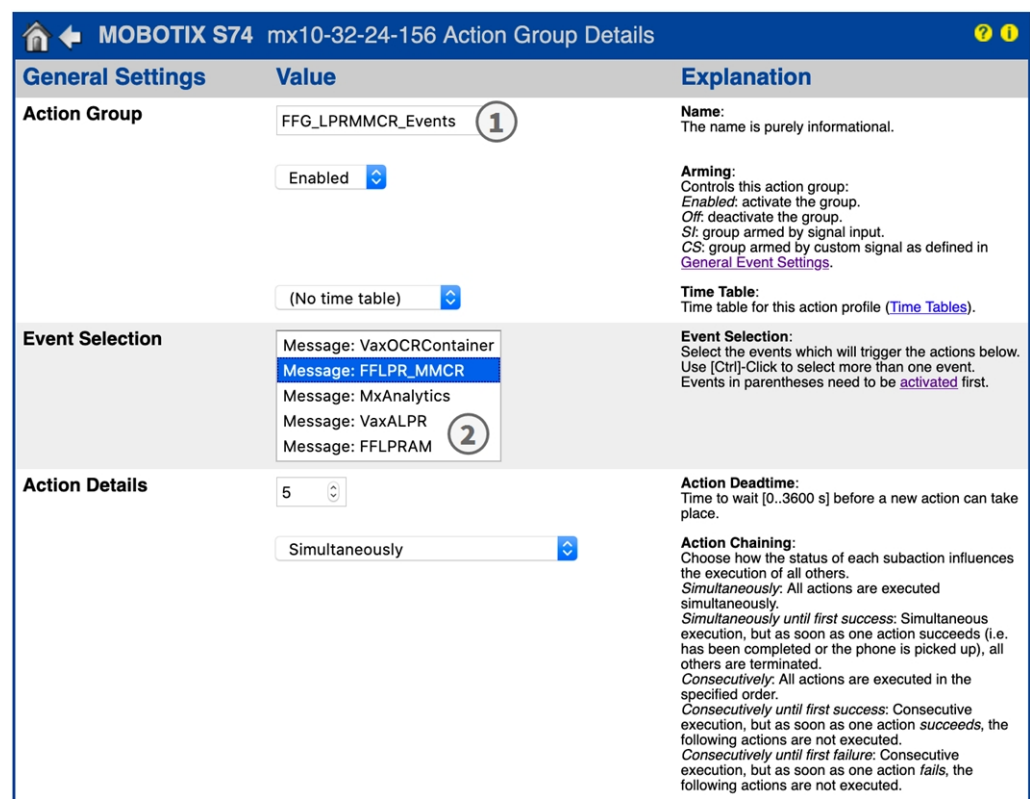 MOBOTIX S74 mx10-32-24-156 Action Group Details ? i
General Settings Value Explanation
Action Group
FFG_LPRMMCR_Events 1
Name:
The name is purely informational.
Enabled
Arming:
Controls this action group:
Enabled: activate the group.
Off: deactivate the group.
SI: group armed by signal input.
CS: group armed by custom signal as defined in
General Event Settings.
(No time table)
Time Table:
Time table for this action profile (Time Tables).
Event Selection
Message: VaxOCRContainer
Message: FFLPR_MMCR
Message: MxAnalytics
Message: VaxALPR
Message: FFLPRAM
2
Event Selection:
Select the events which will trigger the actions below.
Use [Ctrl]-Click to select more than one event.
Events in parentheses need to be activated first.
Action Details
5
Action Deadtime:
Time to wait [0..3600 s] before a new action can take
place.
Simultaneously
Action Chaining:
Choose how the status of each subaction influences
the execution of all others.
Simultaneously: All actions are executed
simultaneously.
Simultaneously until first success: Simultaneous
execution, but as soon as one action succeeds (i.e.
has been completed or the phone is picked up), all
others are terminated.
Consecutively: All actions are executed in the
specified order.
Consecutively until first success: Consecutive
execution, but as soon as one action succeeds, the
following actions are not executed.
Consecutively until first failure: Consecutive
execution, but as soon as one action fails, the
following actions are not executed.